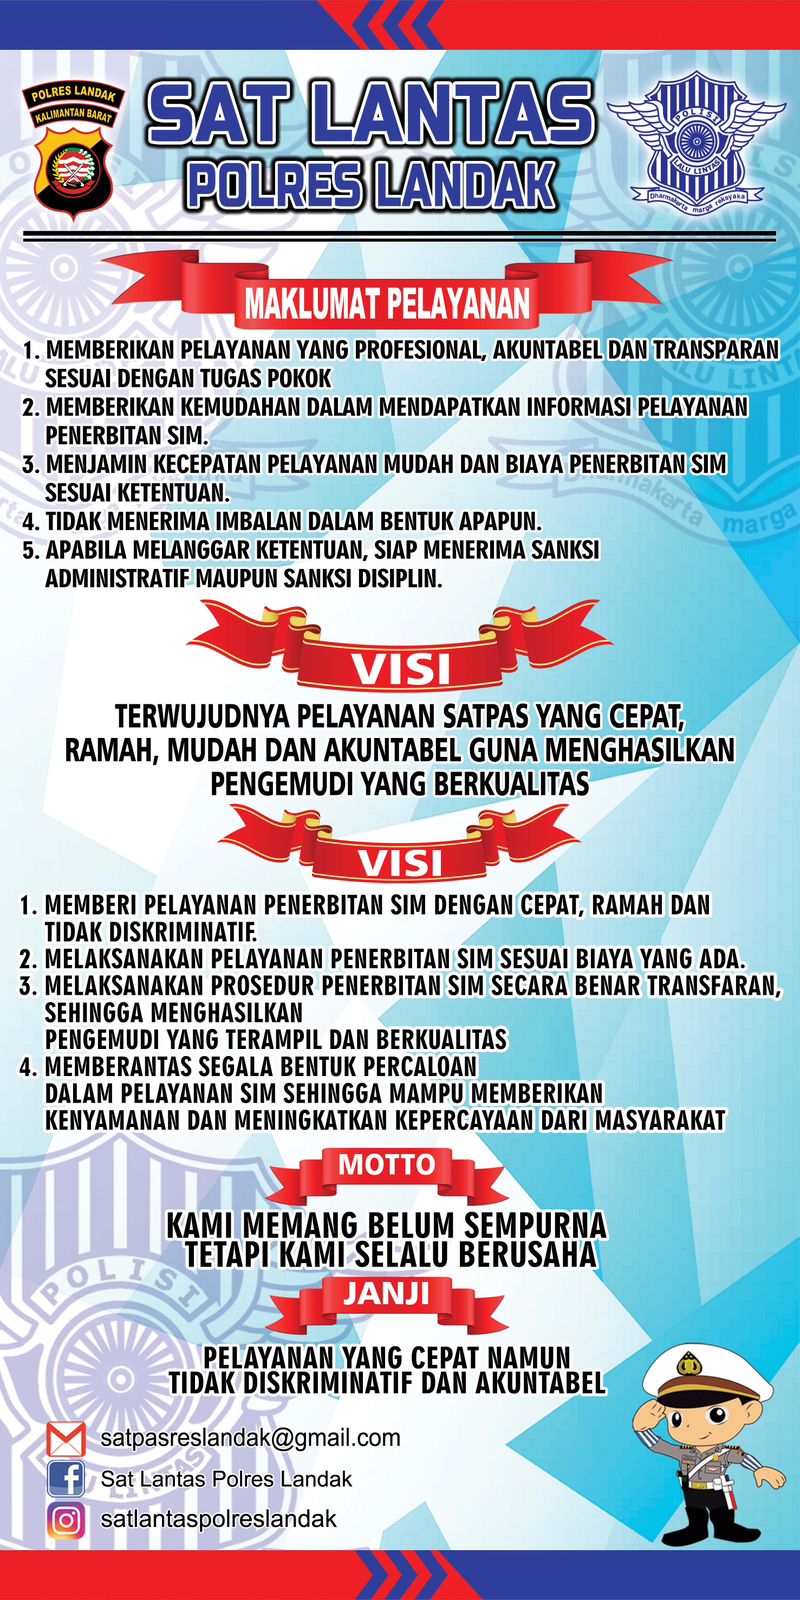 POLRES LANDAK
KALIMANTAN BARAT
SAT LANTAS
POLRES LANDAK
POLISI
LALU LINTAS
Dharmakerta marga reksyaka
MAKLUMAT PELAYANAN
1. MEMBERIKAN PELAYANAN YANG PROFESIONAL, AKUNTABEL DAN TRANSPARAN
SESUAI DENGAN TUGAS POKOK
2. MEMBERIKAN KEMUDAHAN DALAM MENDAPATKAN INFORMASI PELAYANAN
PENERBITAN SIM.
3. MENJAMIN KECEPATAN PELAYANAN MUDAH DAN BIAYA PENERBITAN SIM
SESUAI KETENTUAN.
4. TIDAK MENERIMA IMBALAN DALAM BENTUK APAPUN.
5. APABILA MELANGGAR KETENTUAN, SIAP MENERIMA SANKSI
ADMINISTRATIF MAUPUN SANKSI DISIPLIN.
VISI
TERWUJUDNYA PELAYANAN SATPAS YANG CEPAT,
RAMAH, MUDAH DAN AKUNTABEL GUNA MENGHASILKAN
PENGEMUDI YANG BERKUALITAS
VISI
1. MEMBERI PELAYANAN PENERBITAN SIM DENGAN CEPAT, RAMAH DAN
TIDAK DISKRIMINATIF.
2. MELAKSANAKAN PELAYANAN PENERBITAN SIM SESUAI BIAYA YANG ADA.
3. MELAKSANAKAN PROSEDUR PENERBITAN SIM SECARA BENAR TRANSFARAN,
SEHINGGA MENGHASILKAN
PENGEMUDI YANG TERAMPIL DAN BERKUALITAS
4. MEMBERANTAS SEGALA BENTUK PERCALOAN
DALAM PELAYANAN SIM SEHINGGA MAMPU MEMBERIKAN
KENYAMANAN DAN MENINGKATKAN KEPERCAYAAN DARI MASYARAKAT
MOTTO
KAMI MEMANG BELUM SEMPURNA
TETAPI KAMI SELALU BERUSAHA
JANJI
PELAYANAN YANG CEPAT NAMUN
TIDAK DISKRIMINATIF DAN AKUNTABEL
POLISI
LALU LINTAS
satpasreslandak@gmail.com
Sat Lantas Polres Landak
satlantaspolreslandak